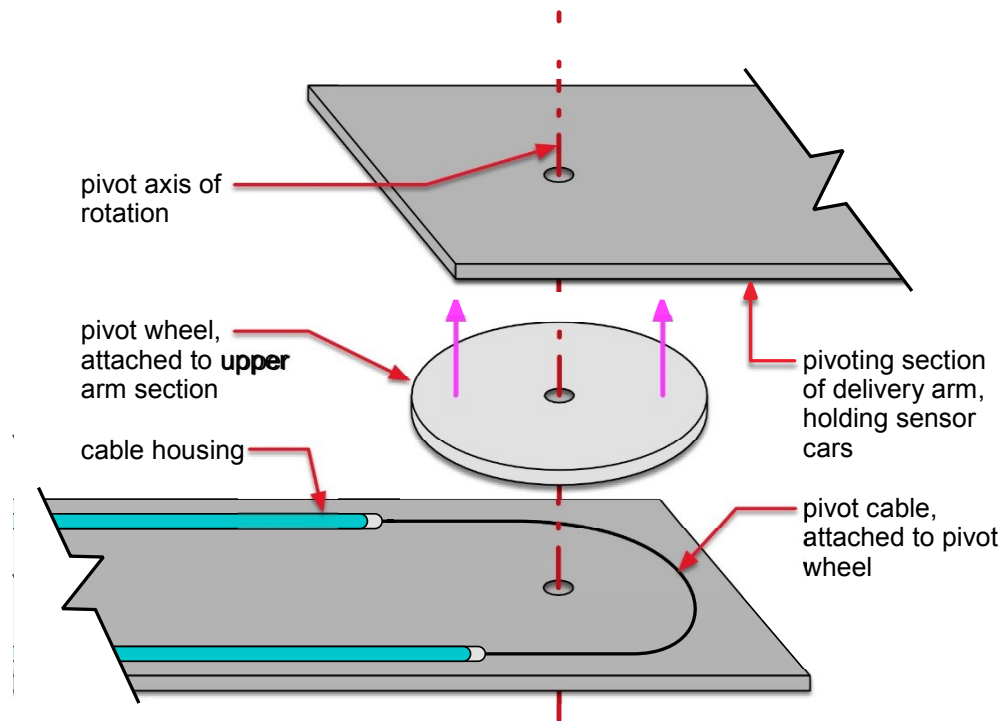 pivot axis of
rotation
pivot wheel,
attached to upper
arm section
pivoting section
of delivery arm,
holding sensor
cars
cable housing
pivot cable,
attached to pivot
wheel